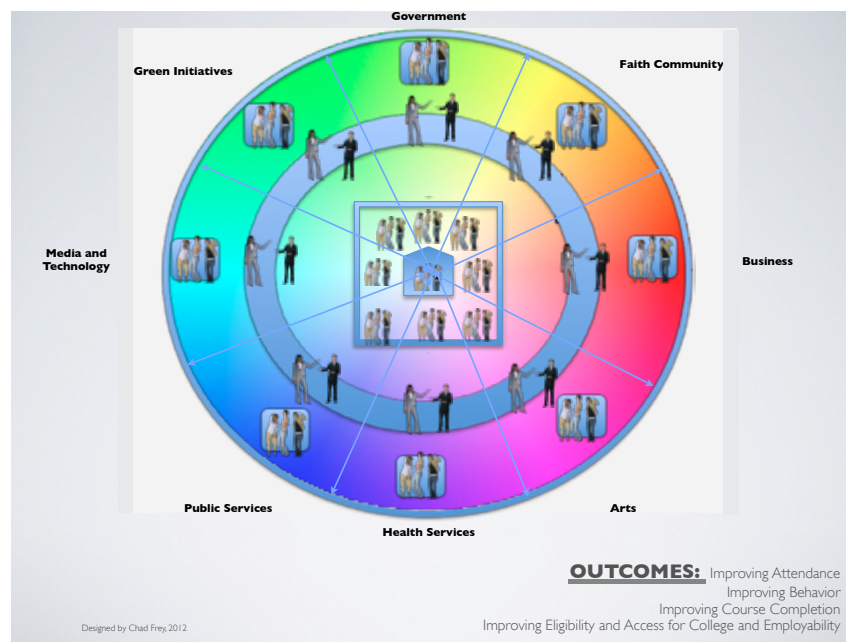 Government
Green Initiatives
Faith Community
Media and
Technology
Business
Public Services
Arts
Health Services
OUTCOMES: Improving Attendance
Improving Behavior
Improving Course Completion
Improving Eligibility and Access for College and Employability
Designed by Chad Frey, 2012